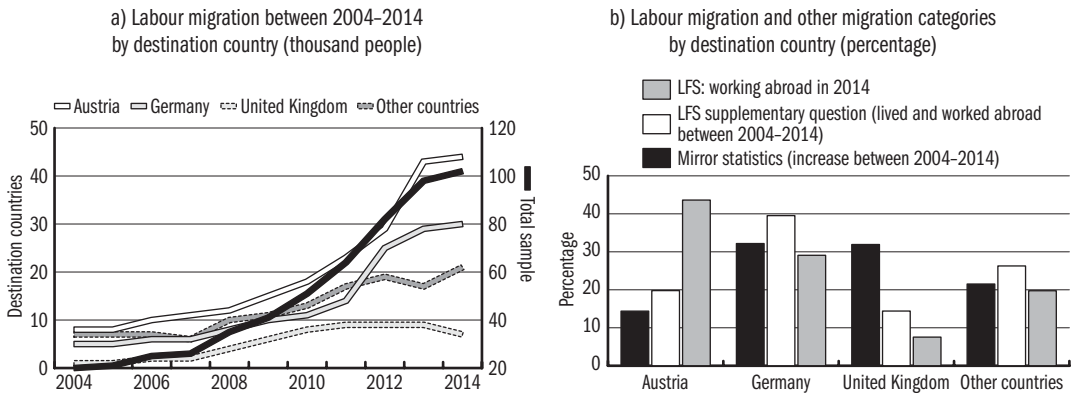 a) Labour migration between 2004–2014
by destination country (thousand people)
Austria Germany United Kingdom Other countries
Destination countries
50
40
30
20
10
0
2004 2006 2008 2010 2012 2014
120
100
80
60
40
20
Total sample
b) Labour migration and other migration categories
by destination country (percentage)
LFS: working abroad in 2014
LFS supplementary question (lived and worked abroad
between 2004–2014)
Mirror statistics (increase between 2004–2014)
Percentage
50
40
30
20
10
0
Austria Germany United Kingdom Other countries